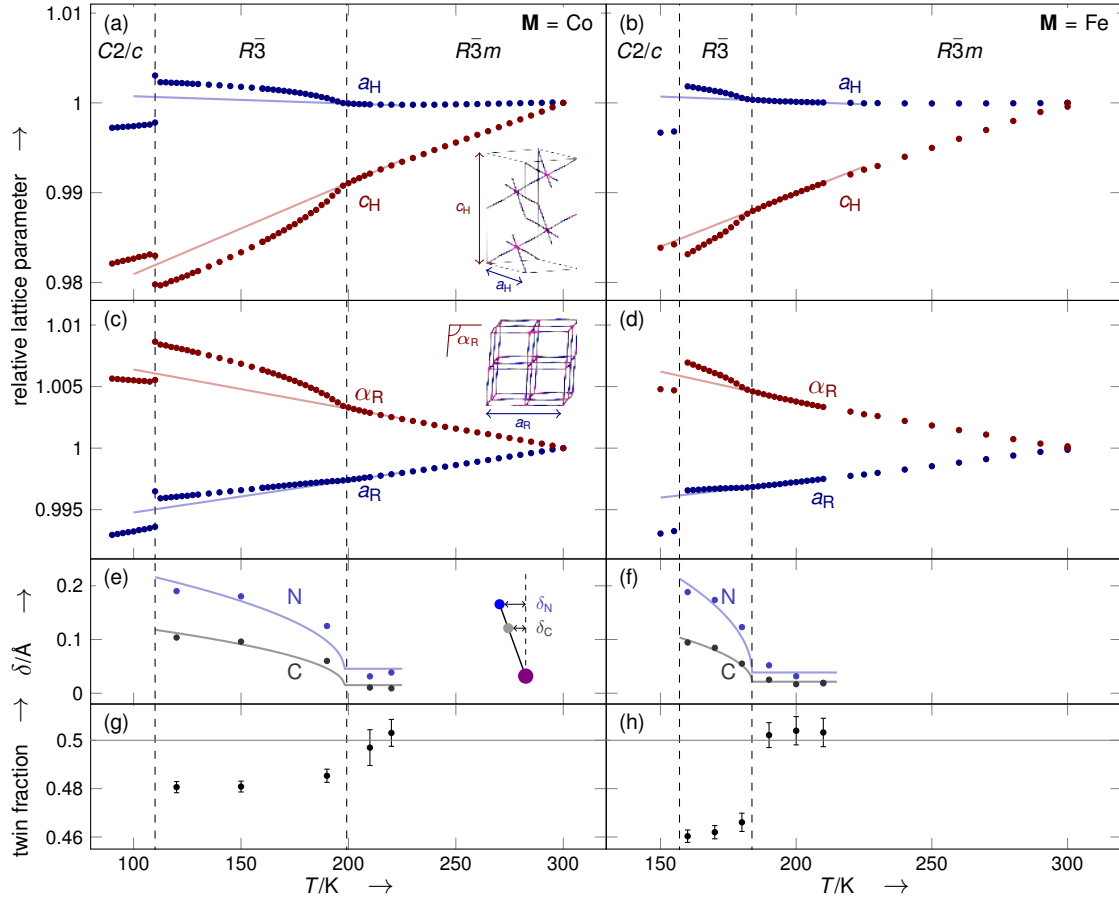 (a)
M = Co
C2/c
R3̄
R3̄m
a_H
c_H
c_H
a_H
1.01
1
0.99
0.98
(b)
M = Fe
C2/c
R3̄
R3̄m
a_H
c_H
relative lattice parameter →
(c)
α_R
α_R
a_R
a_R
1.01
1.005
1
0.995
(d)
α_R
a_R
δ/Å →
(e)
N
C
δ_N
δ_C
0.2
0.1
0
(f)
N
C
twin fraction →
(g)
0.5
0.48
0.46
(h)
100 150 200 250 300
T/K →
150 200 250 300
T/K →